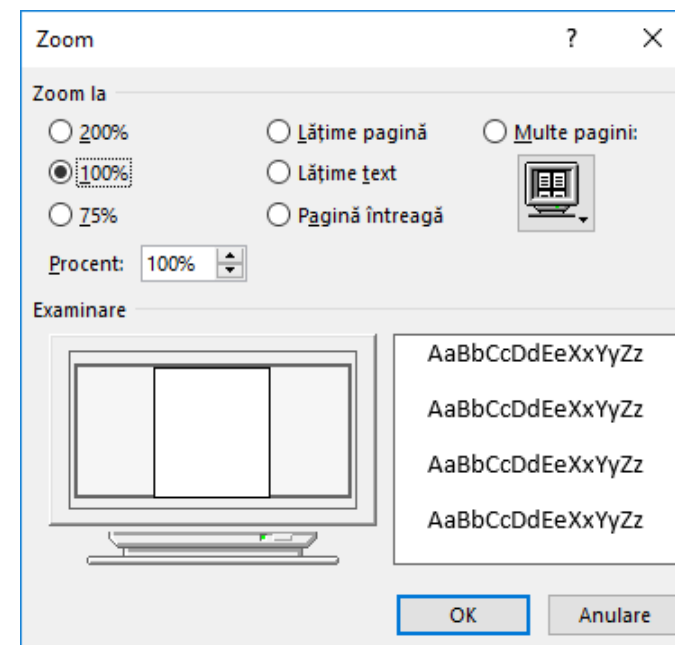 Zoom ?
Zoom la
200% Lățime pagină Multe pagini:
100% Lățime text
75% Pagină întreagă
Procent: 100%
Examinare
AaBbCcDdEeXxYyZz
AaBbCcDdEeXxYyZz
AaBbCcDdEeXxYyZz
AaBbCcDdEeXxYyZz
OK Anulare